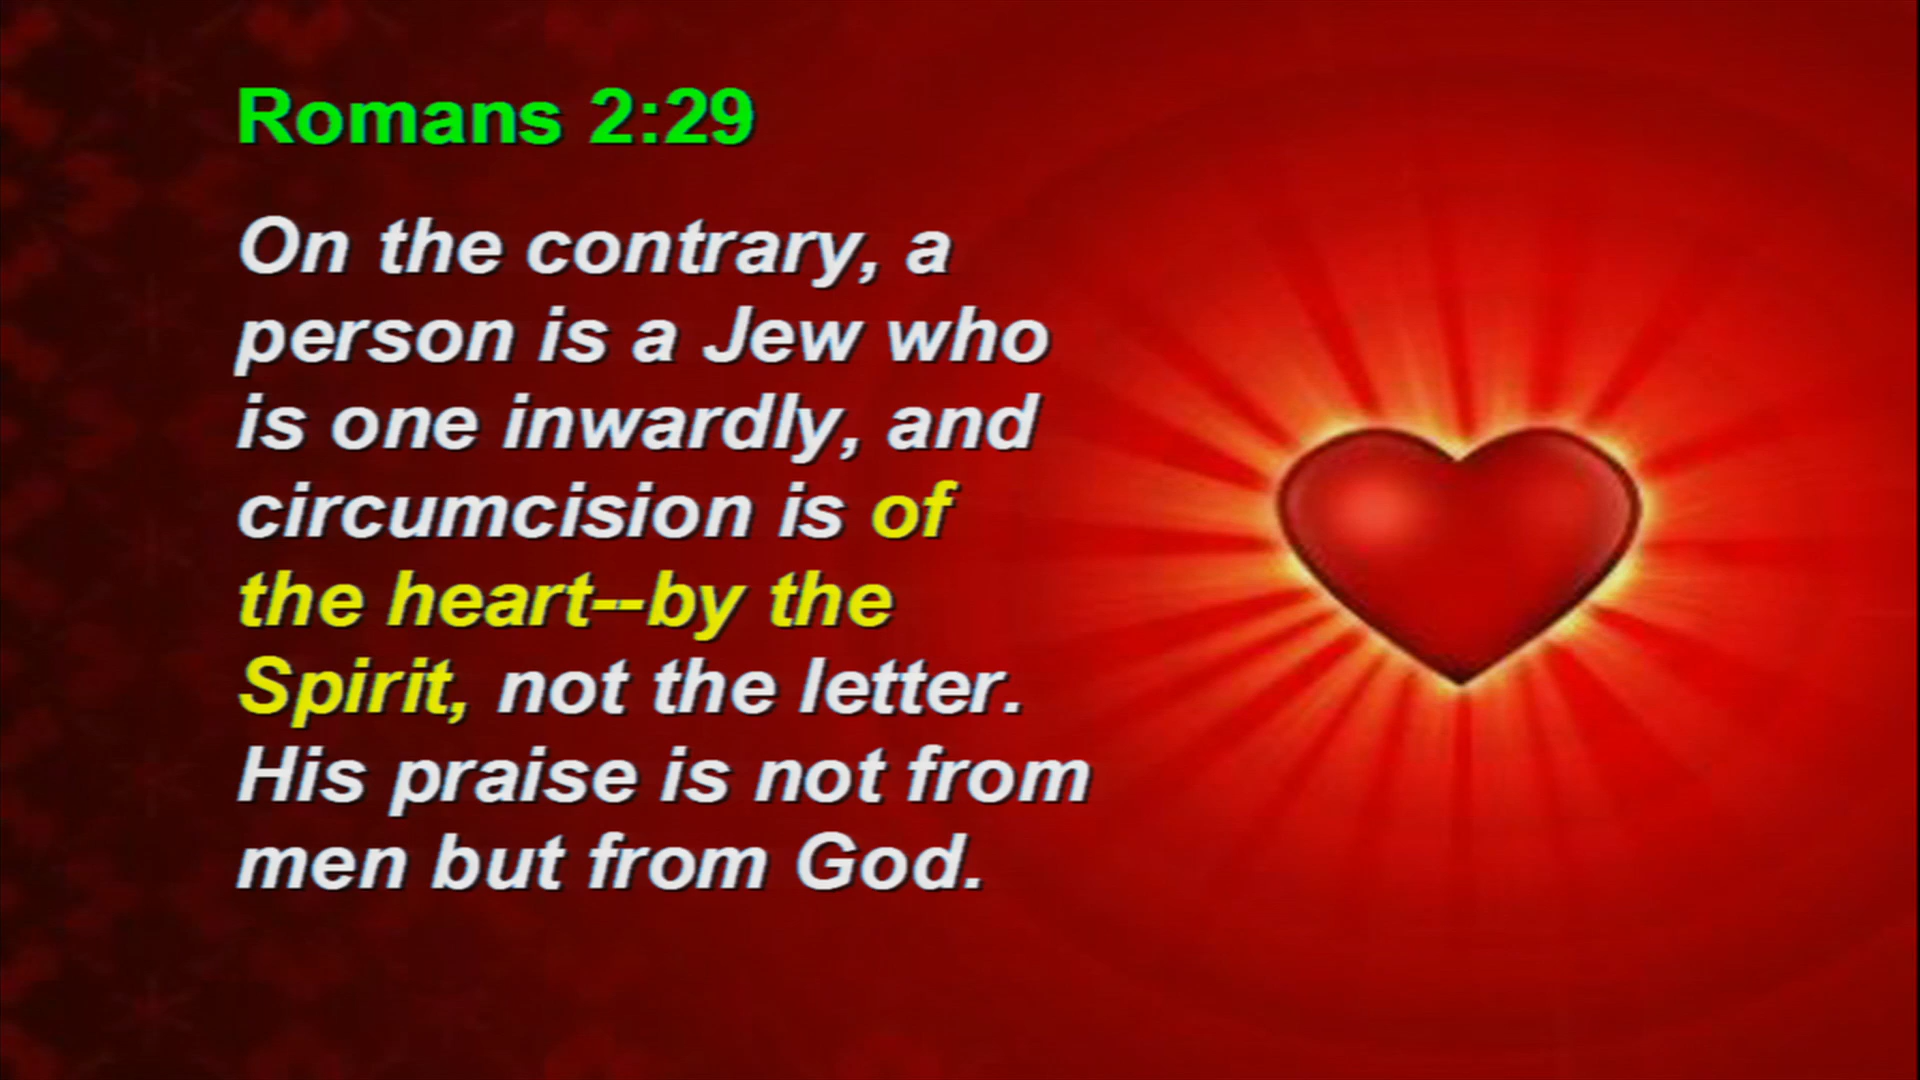 Romans 2:29
On the contrary, a
person is a Jew who
is one inwardly, and
circumcision is of
the heart--by the
Spirit, not the letter.
His praise is not from
men but from God.